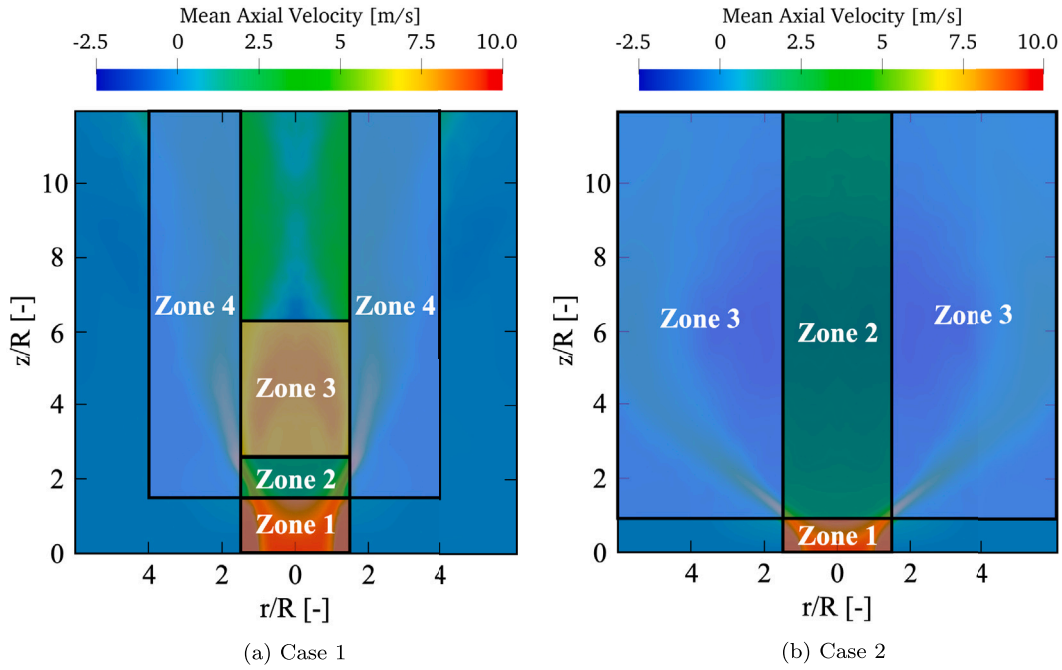 Mean Axial Velocity [m/s]
-2.5 0 2.5 5 7.5 10.0
10
8
6
4
2
0
z/R [-]
Zone 4 Zone 4
Zone 3
Zone 2
Zone 1
4 2 0 2 4
r/R [-]
(a) Case 1
Mean Axial Velocity [m/s]
-2.5 0 2.5 5 7.5 10.0
10
8
6
4
2
0
z/R [-]
Zone 3 Zone 2 Zone 3
Zone 1
4 2 0 2 4
r/R [-]
(b) Case 2